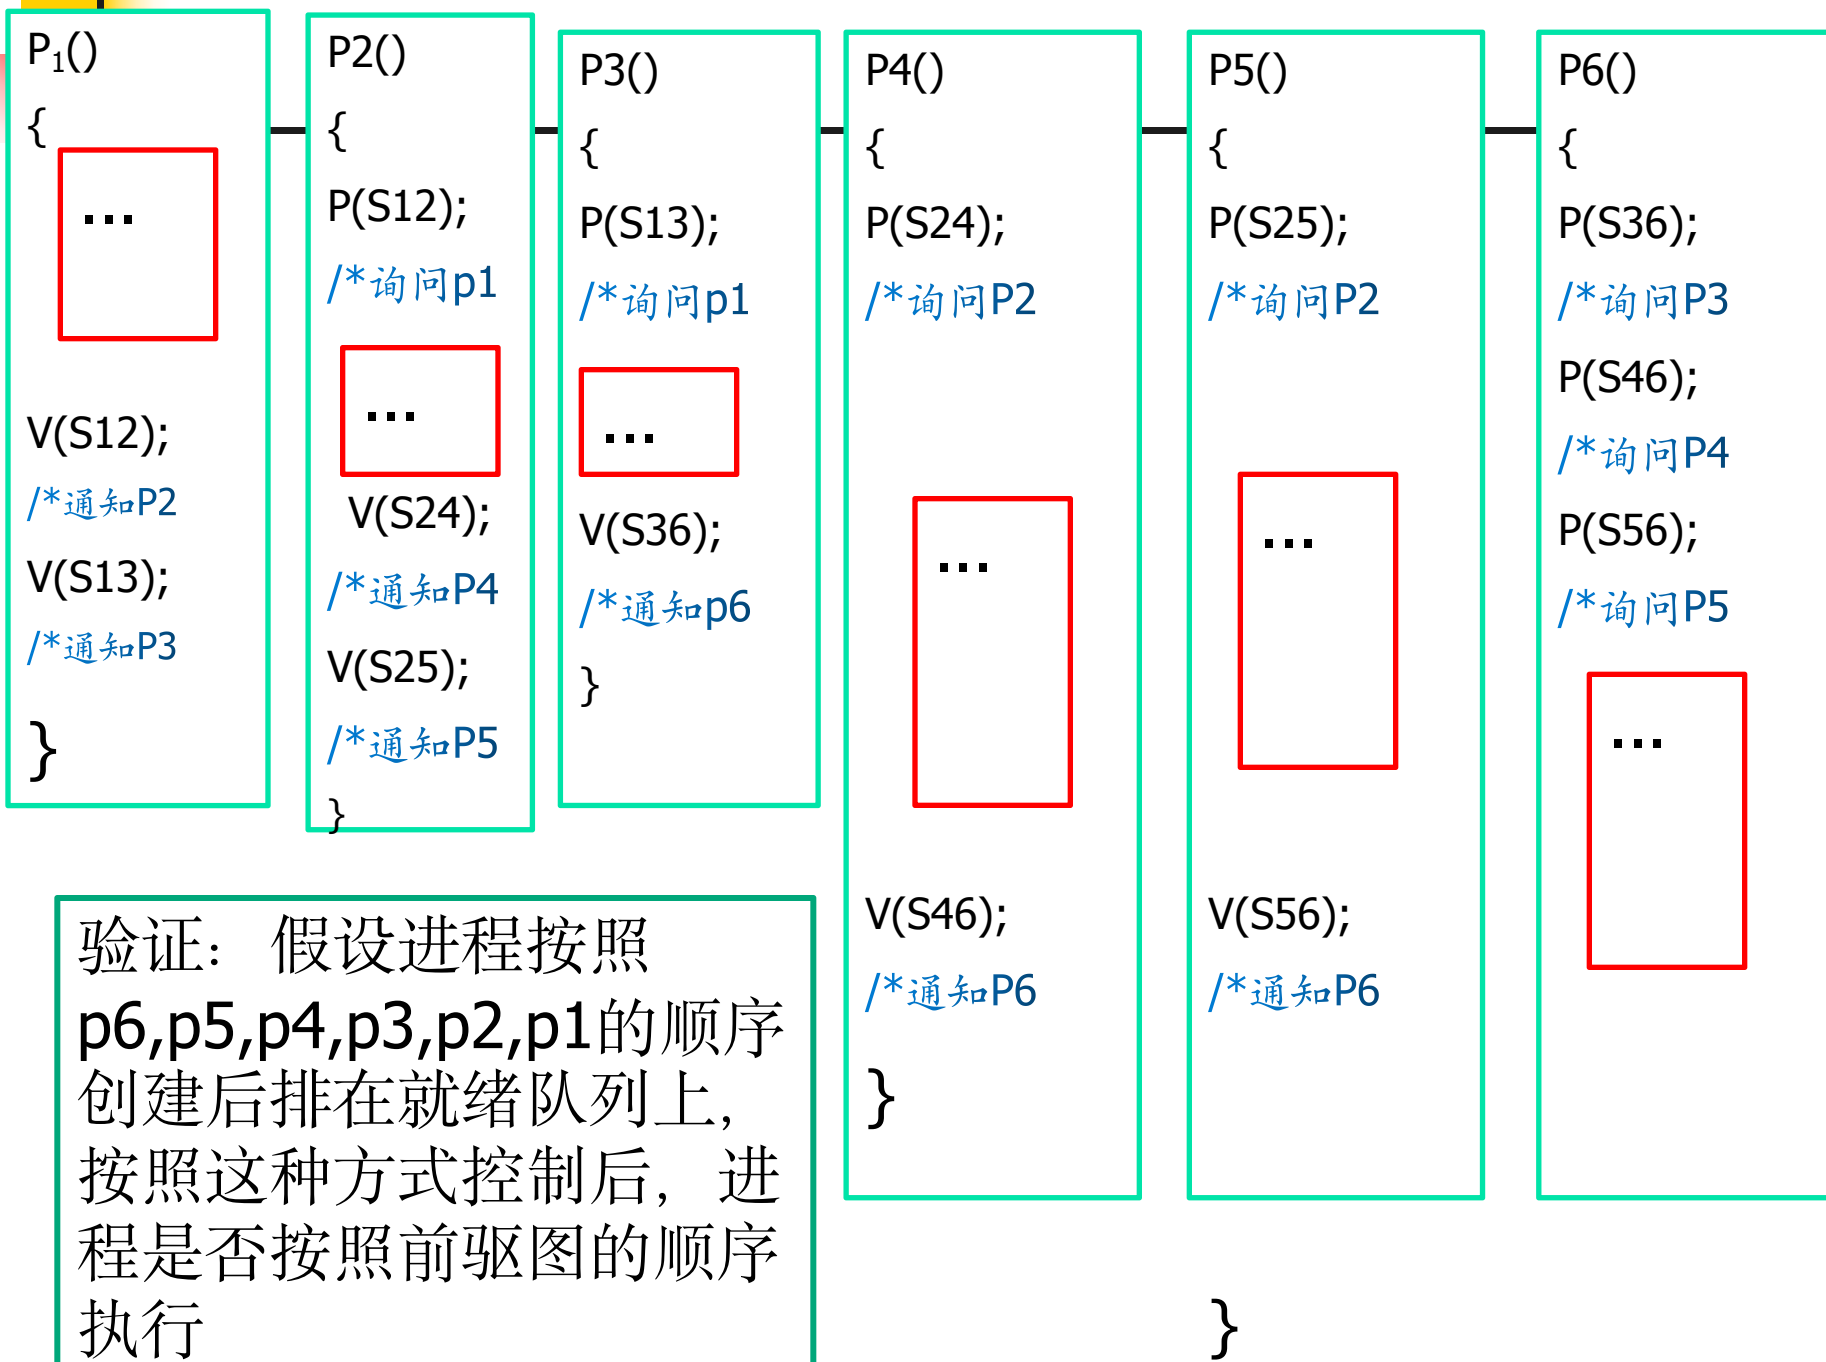 P₁()
{
...
V(S12);
/*通知P2
V(S13);
/*通知P3
}
P2()
{
P(S12);
/*询问p1
...
V(S24);
/*通知P4
V(S25);
/*通知P5
}
P3()
{
P(S13);
/*询问p1
...
V(S36);
/*通知p6
}
P4()
{
P(S24);
/*询问P2
...
V(S46);
/*通知P6
}
P5()
{
P(S25);
/*询问P2
...
V(S56);
/*通知P6
}
P6()
{
P(S36);
/*询问P3
P(S46);
/*询问P4
P(S56);
/*询问P5
...
验证：假设进程按照
p6,p5,p4,p3,p2,p1的顺序
创建后排在就绪队列上，
按照这种方式控制后，进
程是否按照前驱图的顺序
执行